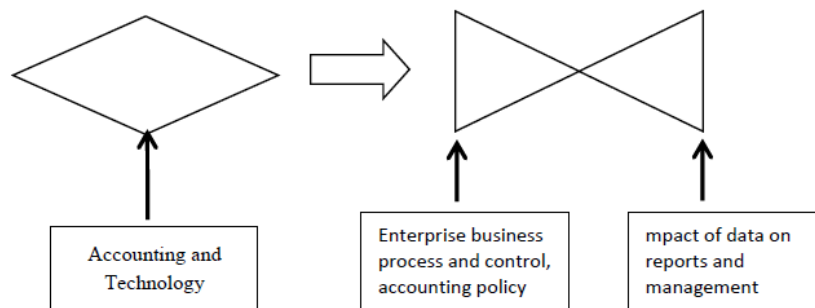 Accounting and
Technology
Enterprise business
process and control,
accounting policy
mpact of data on
reports and
management